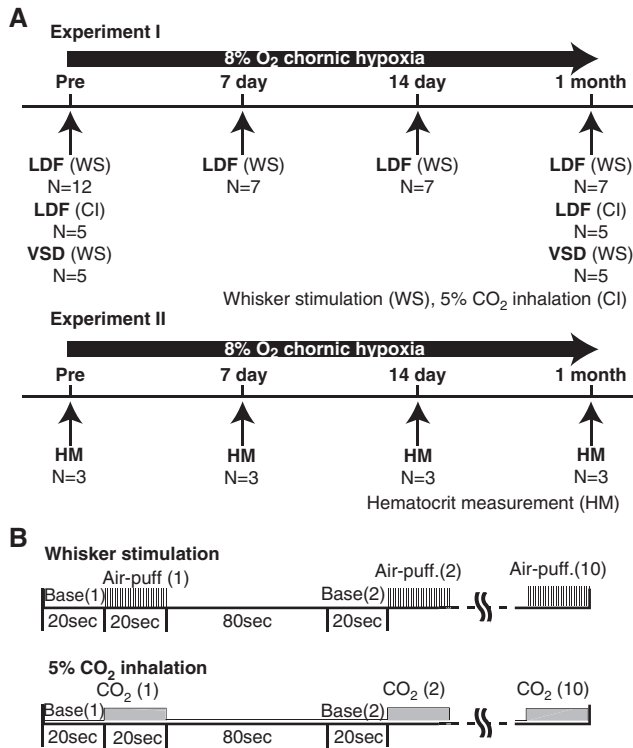 A
Experiment I
8% O₂ chornic hypoxia
Pre 7 day 14 day 1 month
LDF (WS) LDF (WS) LDF (WS) LDF (WS)
N=12 N=7 N=7 N=7
LDF (CI) LDF (CI)
N=5 N=5
VSD (WS) VSD (WS)
N=5 N=5
Whisker stimulation (WS), 5% CO₂ inhalation (CI)
Experiment II
8% O₂ chornic hypoxia
Pre 7 day 14 day 1 month
HM HM HM HM
N=3 N=3 N=3 N=3
Hematocrit measurement (HM)
B
Whisker stimulation
Air-puff (1) Air-puff.(2) Air-puff.(10)
Base(1) Base(2)
20sec 20sec 80sec 20sec
5% CO₂ inhalation
CO₂ (1) CO₂ (2) CO₂ (10)
Base(1) Base(2)
20sec 20sec 80sec 20sec